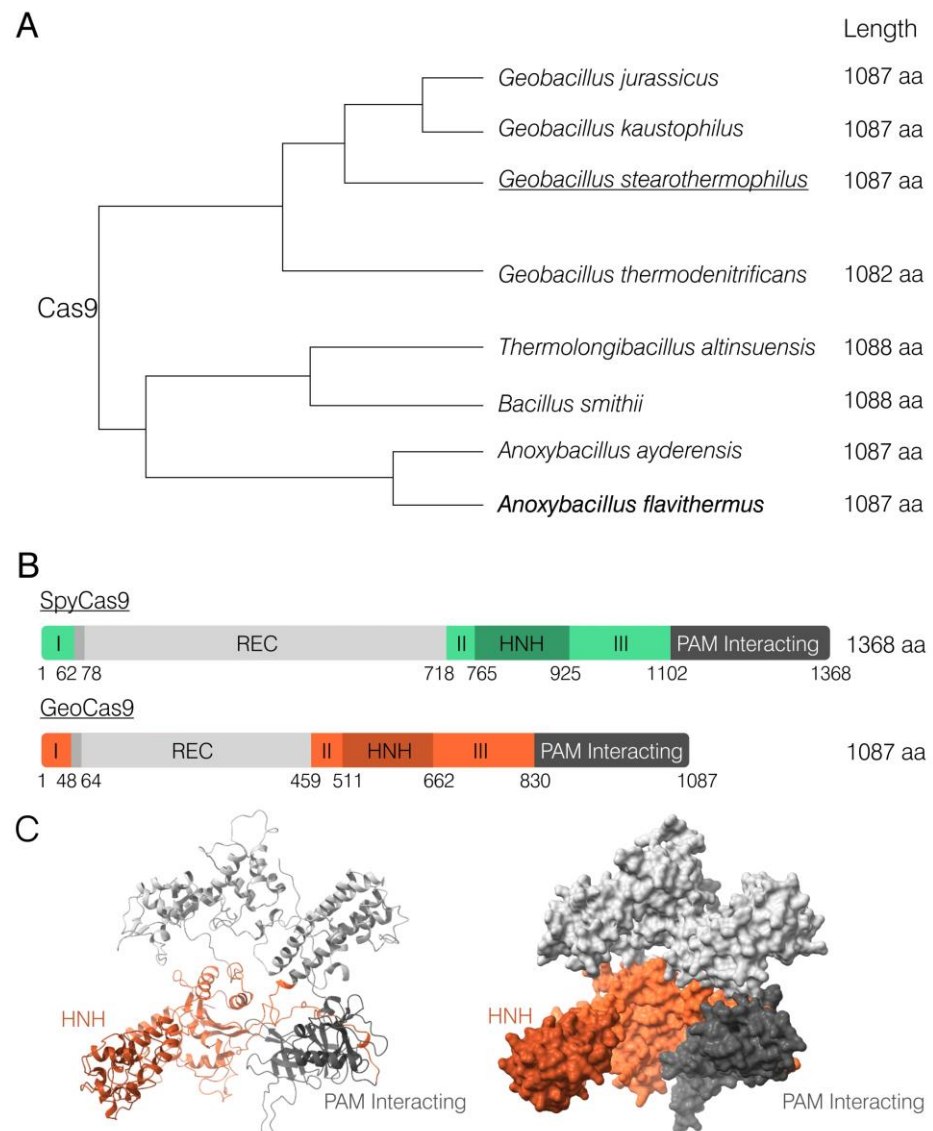 A
Length
Geobacillus jurassicus 1087 aa
Geobacillus kaustophilus 1087 aa
Geobacillus stearothermophilus 1087 aa
Geobacillus thermodenitrificans 1082 aa
Cas9
Thermolongibacillus altinsuensis 1088 aa
Bacillus smithii 1088 aa
Anoxybacillus ayderensis 1087 aa
Anoxybacillus flavithermus 1087 aa
B
SpyCas9
I REC II HNH III PAM Interacting 1368 aa
1 62 78 718 765 925 1102 1368
GeoCas9
I REC II HNH III PAM Interacting 1087 aa
1 48 64 459 511 662 830 1087
C
HNH HNH
PAM Interacting PAM Interacting